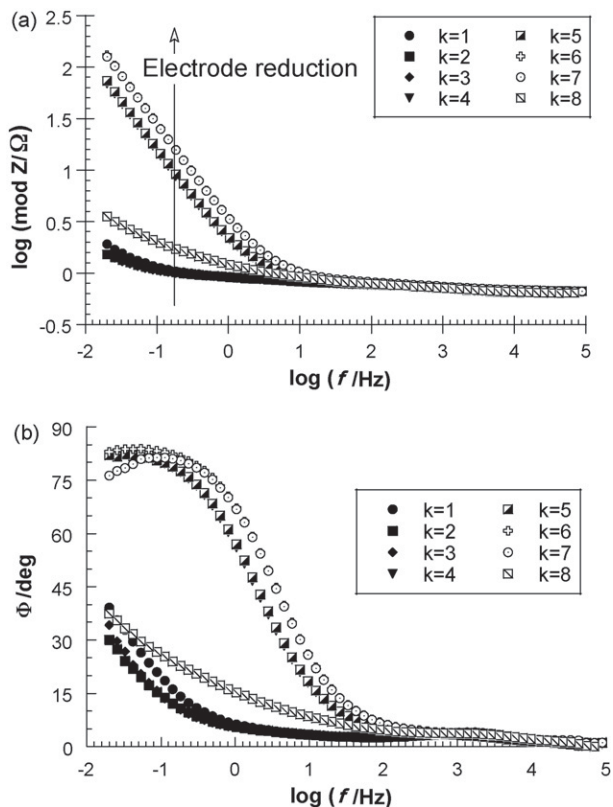 (a)
2.5
2
1.5
1
0.5
0
-0.5
log (mod Z/Ω)
Electrode reduction
k=1 k=5
k=2 k=6
k=3 k=7
k=4 k=8
-2 -1 0 1 2 3 4 5
log (f/Hz)
(b)
90
75
60
45
30
15
0
Φ/deg
k=1 k=5
k=2 k=6
k=3 k=7
k=4 k=8
-2 -1 0 1 2 3 4 5
log (f/Hz)